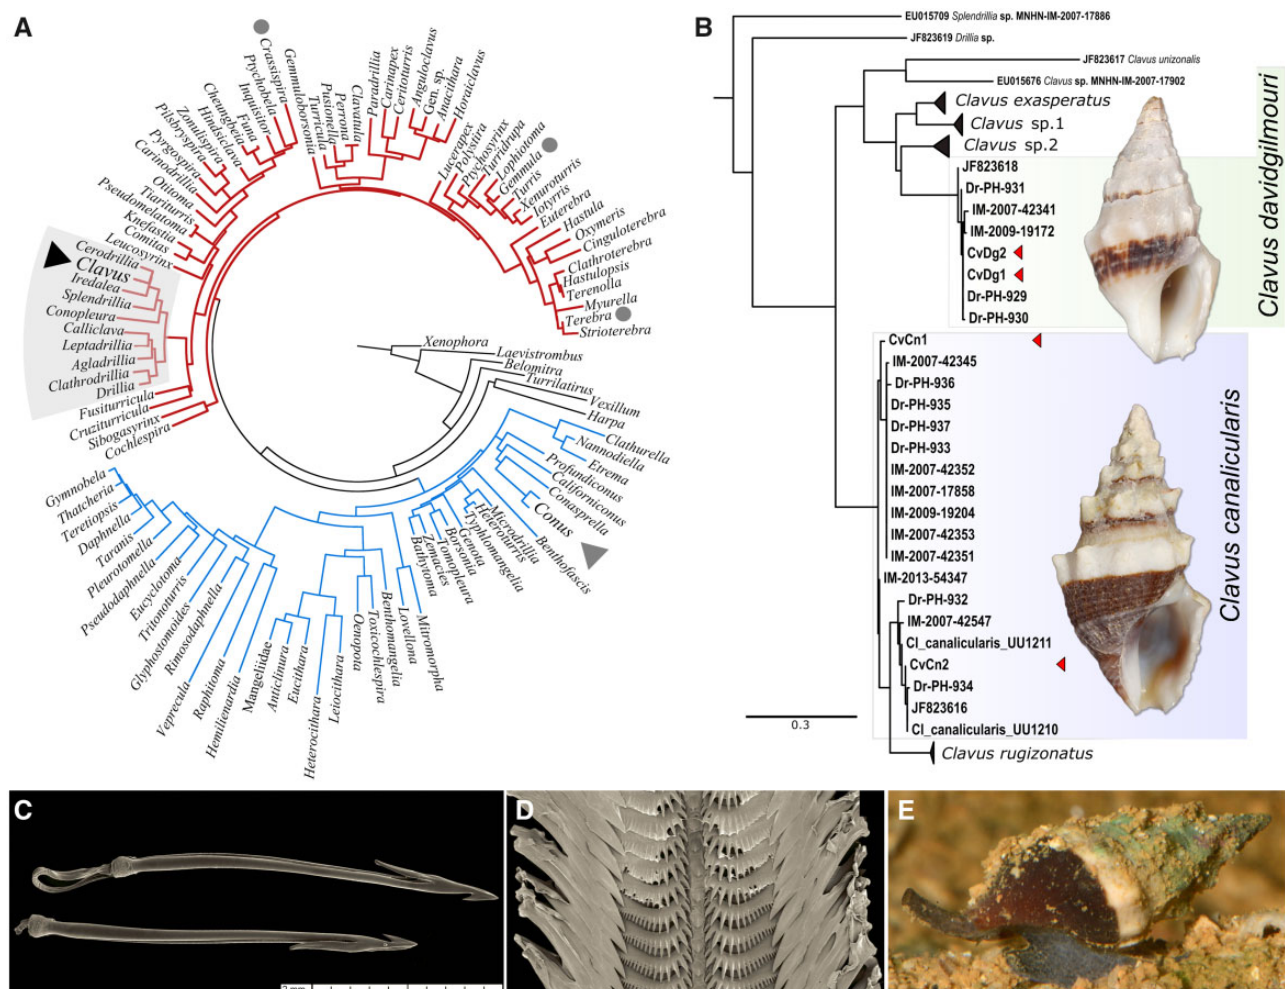 A
Crassispira
Ptychobela
Inquisitor
Funa
Cheungbeia
Hindsiclava
Zonulispira
Pilsbryspira
Pyrgospira
Carinodrillia
Otitoma
Tiariturris
Pseudomelatoma
Knefastia
Comitas
Leucosyrinx
Cerodrillia
Clavus
Iredalea
Splendrillia
Conopleura
Calliclava
Leptadrillia
Agladrillia
Clathrodrillia
Drillia
Fusiturricula
Cruziturricula
Sibogasyrinx
Cochlespira
Gemmuloborsonia
Turricula
Pusionella
Perrona
Clavatula
Paradrillia
Carinapex
Ceritoturris
Anguloclavus
Gen. sp.
Anacithara
Horaiclavus
Lucerapex
Polystira
Ptychosyrinx
Turridrupa
Lophiotoma
Gemmula
Turris
Xenuroturris
Iotyrris
Euterebra
Hastula
Oxymeris
Cinguloterebra
Clathroterebra
Hastulopsis
Terenolla
Myurella
Terebra
Strioterebra
Xenophora
Laevistrombus
Belomitra
Turrilatirus
Vexillum
Harpa
Clathurella
Nannodiella
Etrema
Profundiconus
Californiconus
Conasprella
Conus
Benthofascis
Microdrillia
Heteroturris
Typhlomangelia
Genota
Borsonia
Tomopleura
Zemacies
Bathytoma
Mitromorpha
Lovellona
Benthomangelia
Toxicochlespira
Oenopota
Leiocithara
Heterocithara
Eucithara
Anticlinura
Mangeliidae
Hemilienardia
Raphitoma
Veprecula
Rimosodaphnella
Glyphostomoides
Tritonoturris
Eucyclotoma
Pseudodaphnella
Pleurotomella
Taranis
Daphnella
Teretiopsis
Thatcheria
Gymnobela
B
EU015709 Splendrillia sp. MNHN-IM-2007-17886
JF823619 Drillia sp.
JF823617 Clavus unizonalis
EU015676 Clavus sp. MNHN-IM-2007-17902
Clavus exasperatus
Clavus sp.1
Clavus sp.2
JF823618
Dr-PH-931
IM-2007-42341
IM-2009-19172
CvDg2
CvDg1
Dr-PH-929
Dr-PH-930
Clavus davidgilmouri
CvCn1
IM-2007-42345
Dr-PH-936
Dr-PH-935
Dr-PH-937
Dr-PH-933
IM-2007-42352
IM-2007-17858
IM-2009-19204
IM-2007-42353
IM-2007-42351
IM-2013-54347
Dr-PH-932
IM-2007-42547
Cl_canalicularis_UU1211
CvCn2
Dr-PH-934
JF823616
Cl_canalicularis_UU1210
Clavus rugizonatus
Clavus canalicularis
0.3
C
D
E